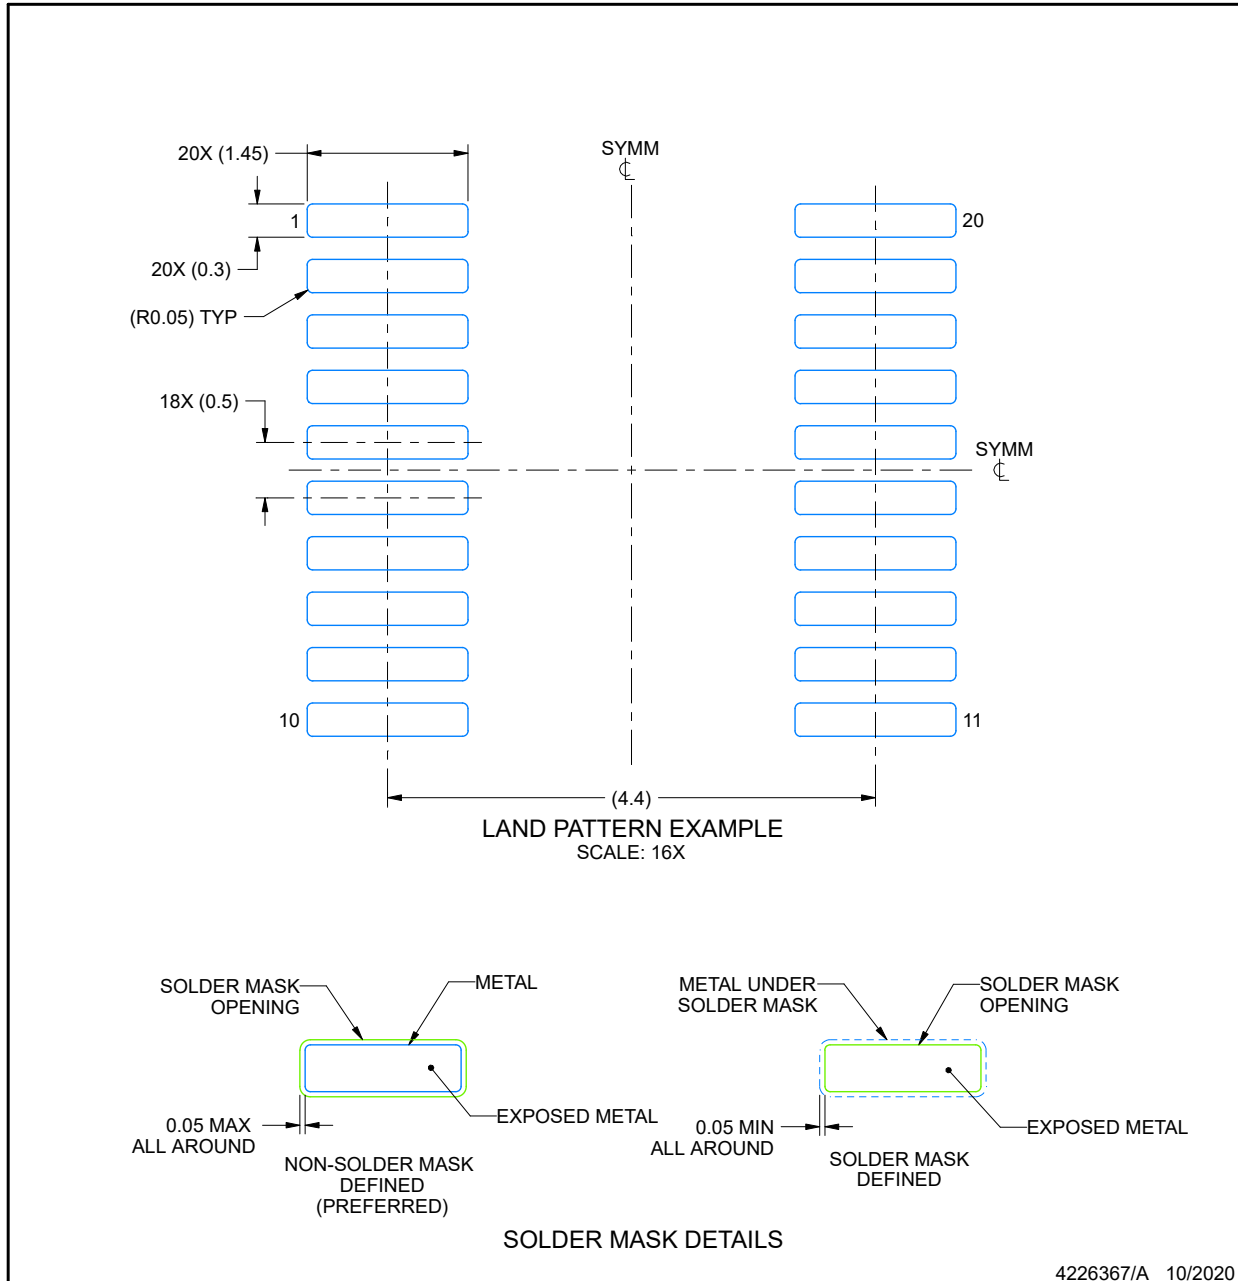 SYMM
℄
20X (1.45)
1
20
20X (0.3)
(R0.05) TYP
18X (0.5)
SYMM
℄
10
11
(4.4)
LAND PATTERN EXAMPLE
SCALE: 16X
SOLDER MASK
OPENING
METAL
EXPOSED METAL
0.05 MAX
ALL AROUND
NON-SOLDER MASK
DEFINED
(PREFERRED)
METAL UNDER
SOLDER MASK
SOLDER MASK
OPENING
EXPOSED METAL
0.05 MIN
ALL AROUND
SOLDER MASK
DEFINED
SOLDER MASK DETAILS
4226367/A 10/2020